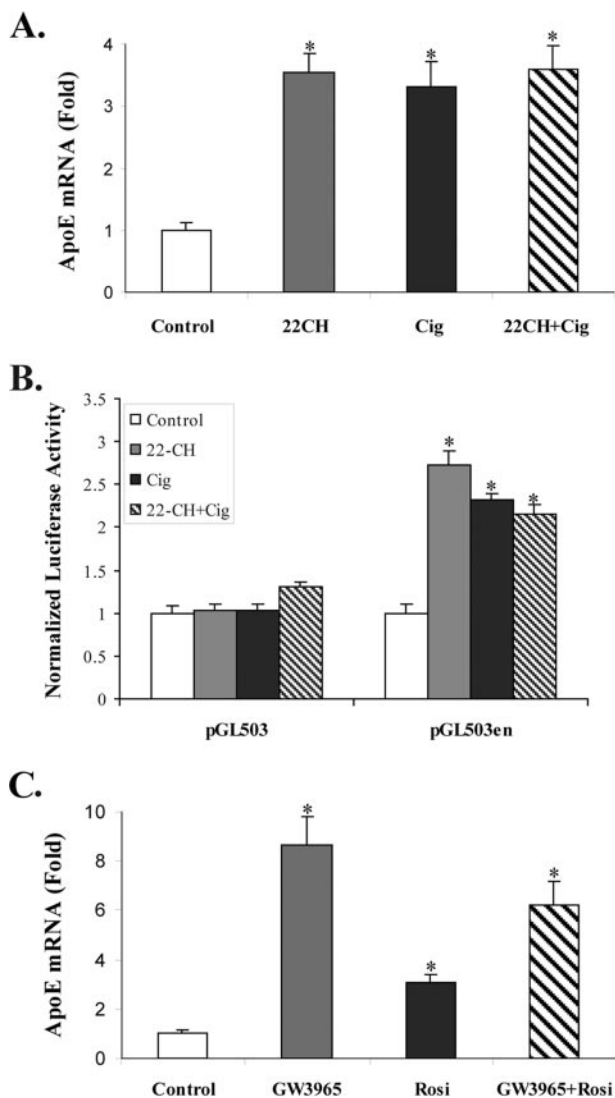 A.
ApoE mRNA (Fold)
4
3
2
1
0
*
*
*
Control 22CH Cig 22CH+Cig
B.
Normalized Luciferase Activity
3.5
3
2.5
2
1.5
1
0.5
0
Control
22-CH
Cig
22-CH+Cig
*
*
*
pGL503 pGL503en
C.
ApoE mRNA (Fold)
10
8
6
4
2
0
*
*
*
Control GW3965 Rosi GW3965+Rosi